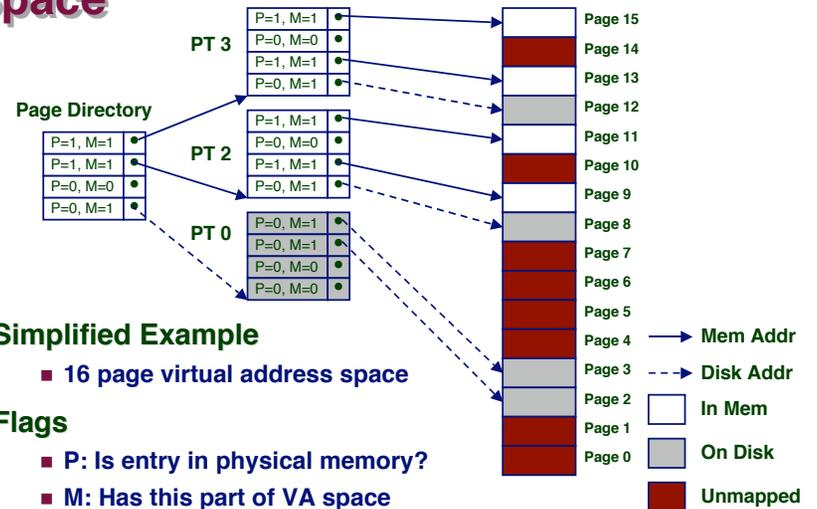 pace
Page Directory
P=1, M=1
P=1, M=1
P=0, M=0
P=0, M=1
PT 3
P=1, M=1
P=0, M=0
P=1, M=1
P=0, M=1
PT 2
P=1, M=1
P=0, M=0
P=1, M=1
P=0, M=1
PT 0
P=0, M=1
P=0, M=1
P=0, M=0
P=0, M=0
Page 15
Page 14
Page 13
Page 12
Page 11
Page 10
Page 9
Page 8
Page 7
Page 6
Page 5
Page 4
Page 3
Page 2
Page 1
Page 0
Mem Addr
Disk Addr
In Mem
On Disk
Unmapped
Simplified Example
16 page virtual address space
Flags
P: Is entry in physical memory?
M: Has this part of VA space